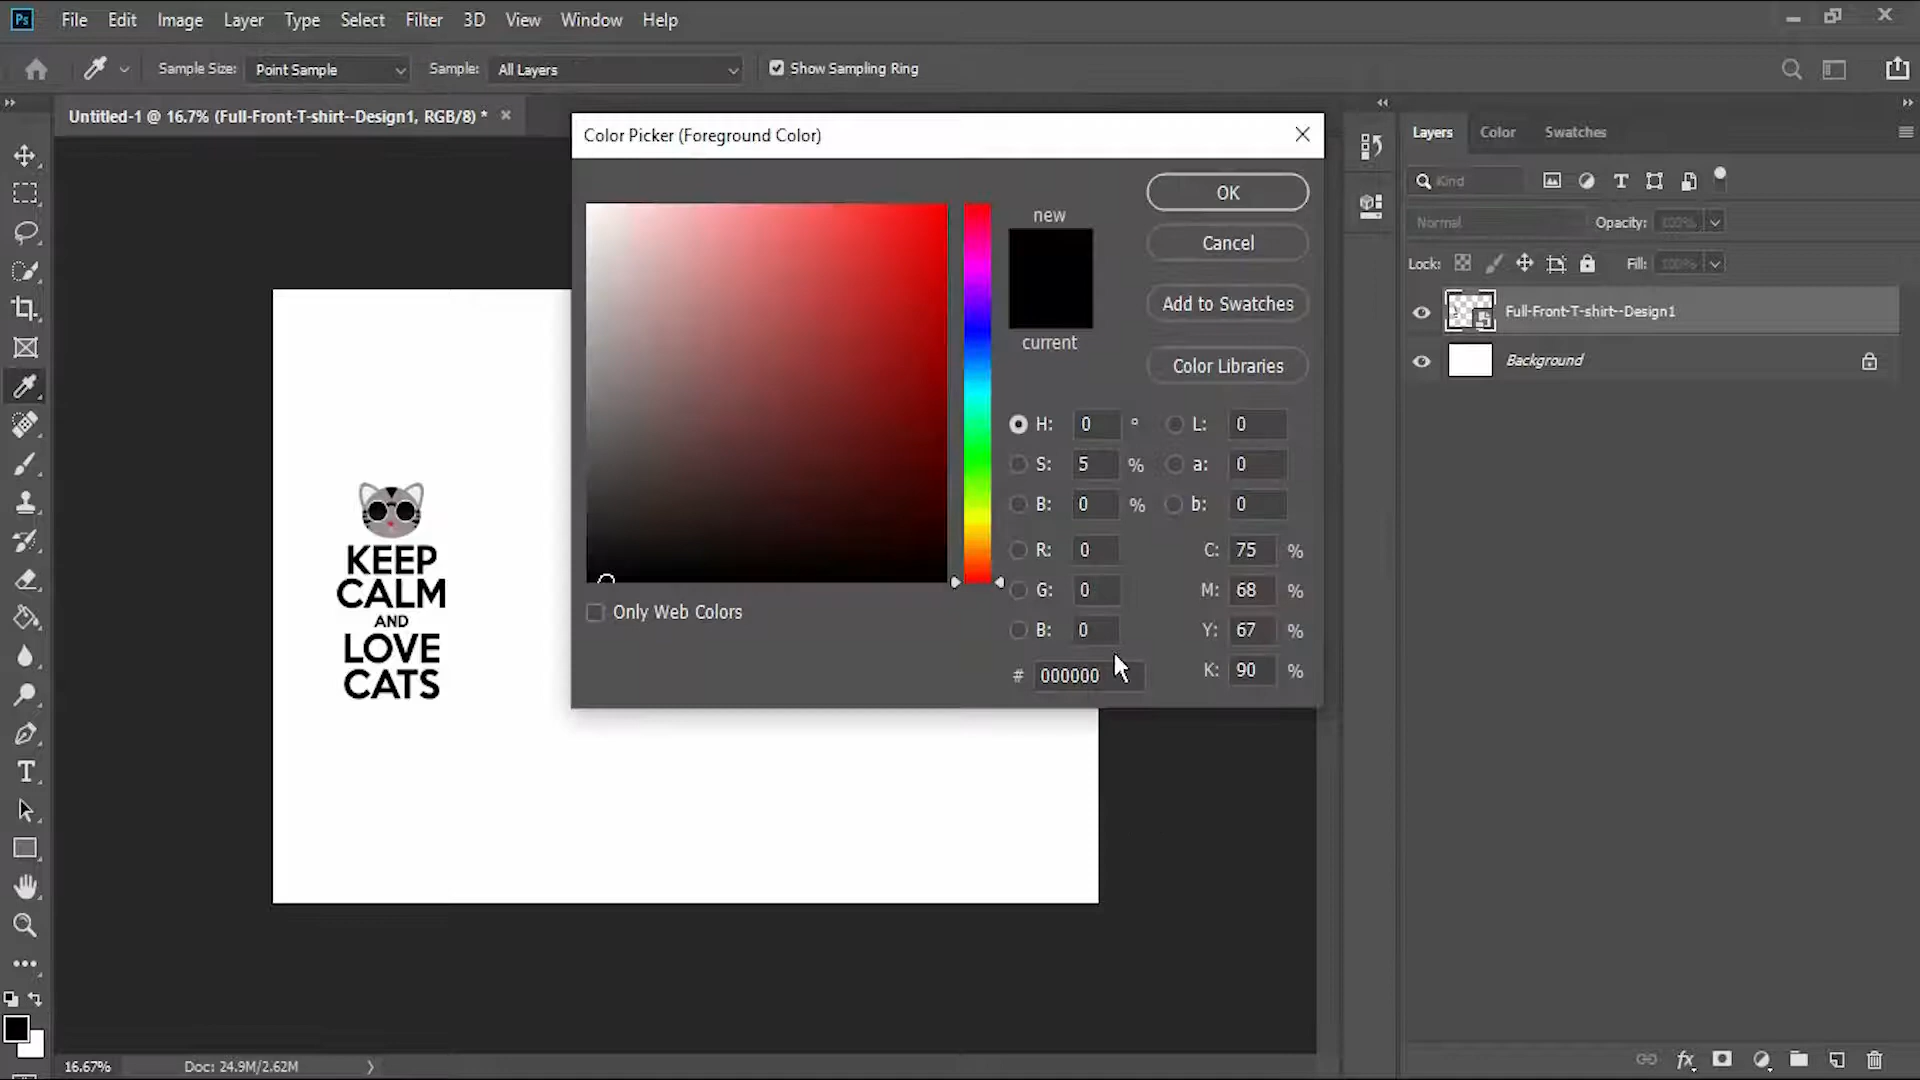 Ps File Edit Image Layer Type Select Filter 3D View Window Help
Sample Size: Point Sample Sample: All Layers Show Sampling Ring
Untitled-1 @ 16.7% (Full-Front-T-shirt--Design1, RGB/8) *
Color Picker (Foreground Color)
new
current
OK
Cancel
Add to Swatches
Color Libraries
H: 0 ° L: 0
S: 5 % a: 0
B: 0 % b: 0
R: 0 C: 75 %
G: 0 M: 68 %
B: 0 Y: 67 %
# 000000 K: 90 %
Only Web Colors
KEEP
CALM
AND
LOVE
CATS
Layers Color Swatches
Kind
Normal Opacity: 100%
Lock: Fill: 100%
Full-Front-T-shirt--Design1
Background
fx
16.67% Doc: 24.9M/2.62M